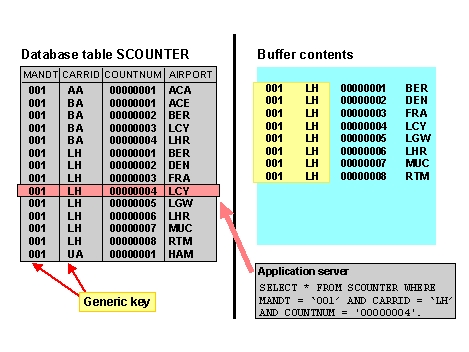 Database table SCOUNTER
MANDT CARRID COUNTNUM AIRPORT
001 AA 00000001 ACA
001 BA 00000001 ACE
001 BA 00000002 BER
001 BA 00000003 LCY
001 BA 00000004 LHR
001 LH 00000001 BER
001 LH 00000002 DEN
001 LH 00000003 FRA
001 LH 00000004 LCY
001 LH 00000005 LGW
001 LH 00000006 LHR
001 LH 00000007 MUC
001 LH 00000008 RTM
001 UA 00000001 HAM
Generic key
Buffer contents
001 LH 00000001 BER
001 LH 00000002 DEN
001 LH 00000003 FRA
001 LH 00000004 LCY
001 LH 00000005 LGW
001 LH 00000006 LHR
001 LH 00000007 MUC
001 LH 00000008 RTM
Application server
SELECT * FROM SCOUNTER WHERE
MANDT = `001´ AND CARRID = `LH´
AND COUNTNUM = '00000004'.